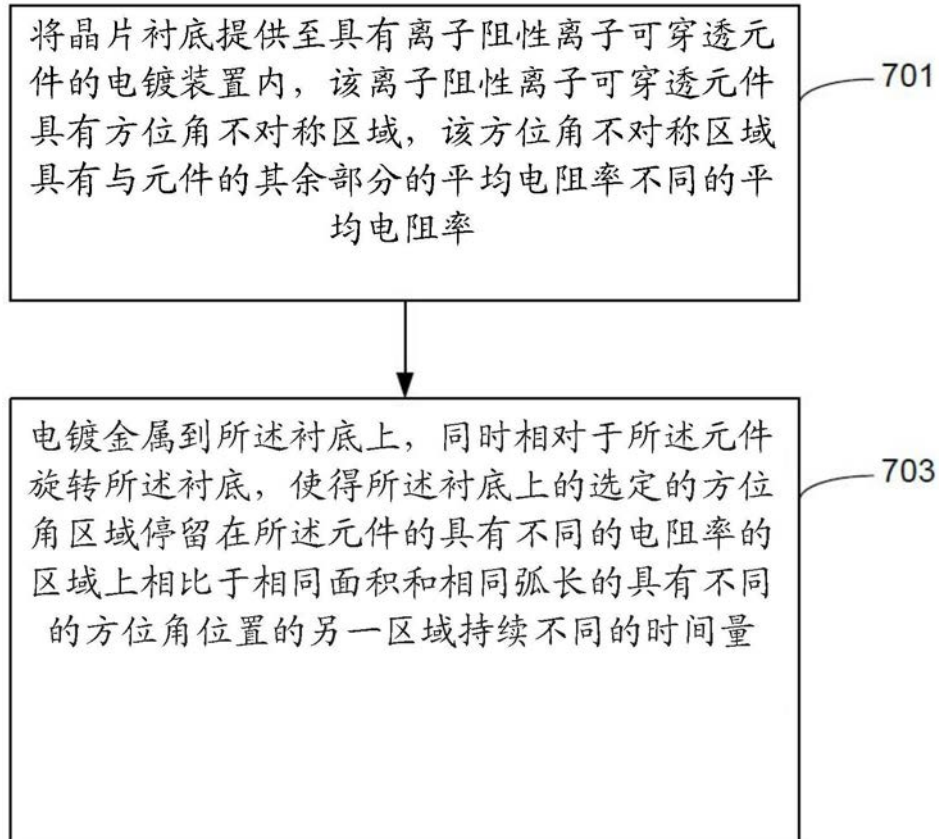 将晶片衬底提供至具有离子阻性离子可穿透元
件的电镀装置内，该离子阻性离子可穿透元件
具有方位角不对称区域，该方位角不对称区域
具有与元件的其余部分的平均电阻率不同的平
均电阻率
701
电镀金属到所述衬底上，同时相对于所述元件
旋转所述衬底，使得所述衬底上的选定的方位
角区域停留在所述元件的具有不同的电阻率的
区域上相比于相同面积和相同弧长的具有不同
的方位角位置的另一区域持续不同的时间量
703